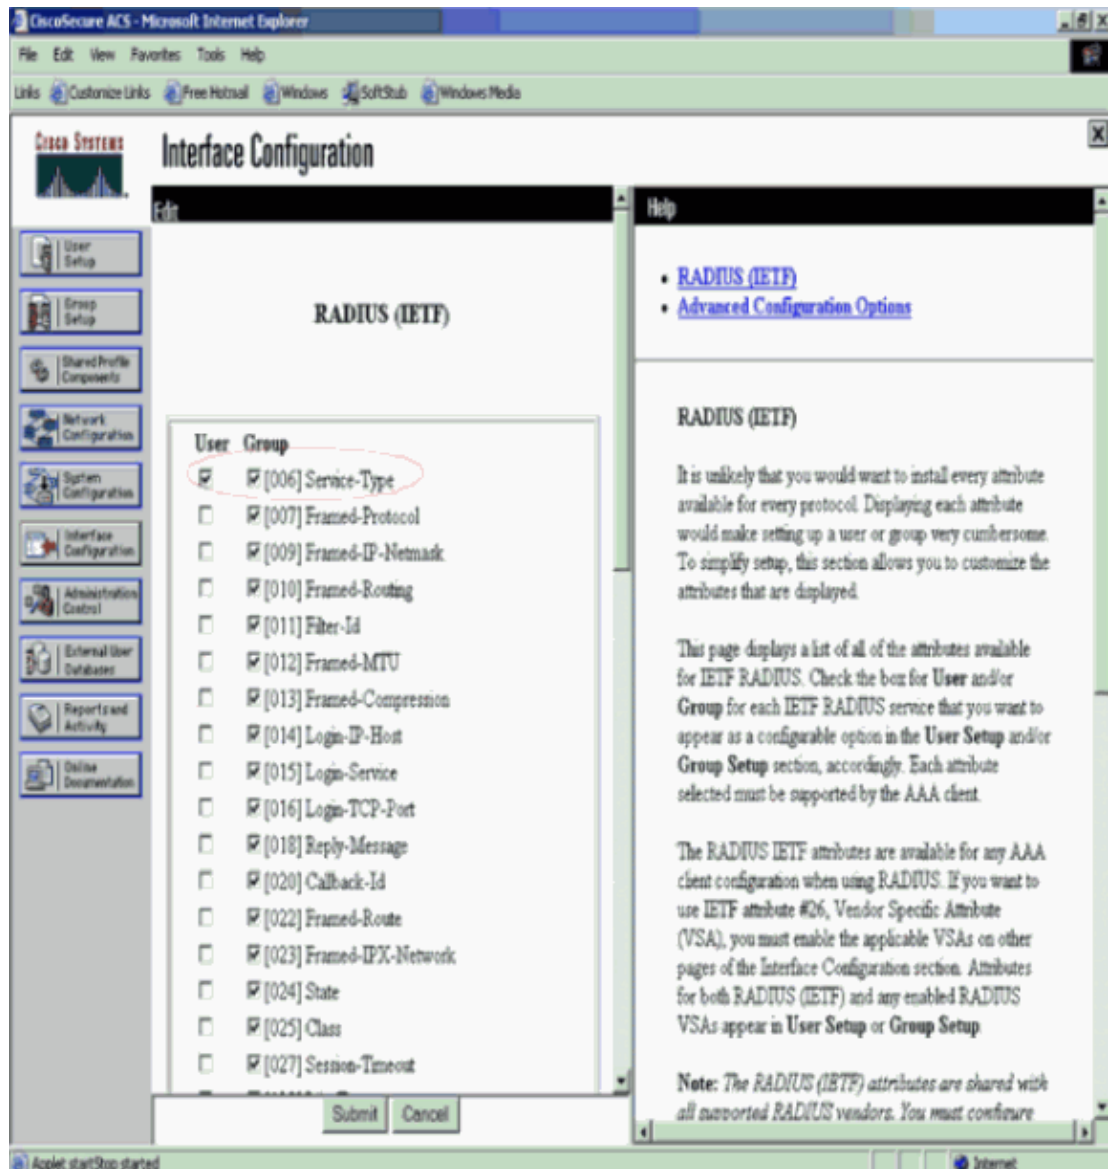 CiscoSecure ACS - Microsoft Internet Explorer
File Edit View Favorites Tools Help
Links Customize Links Free Hotmail Windows SoftStub Windows Media
CISCO SYSTEMS
Interface Configuration
User
Setup
Group
Setup
Shared Profile
Components
Network
Configuration
System
Configuration
Interface
Configuration
Administration
Control
External User
Databases
Reports and
Activity
Online
Documentation
Edit
RADIUS (IETF)
User Group
[006] Service-Type
[007] Framed-Protocol
[009] Framed-IP-Netmask
[010] Framed-Routing
[011] Filter-Id
[012] Framed-MTU
[013] Framed-Compression
[014] Login-IP-Host
[015] Login-Service
[016] Login-TCP-Port
[018] Reply-Message
[020] Callback-Id
[022] Framed-Route
[023] Framed-IPX-Network
[024] State
[025] Class
[027] Session-Timeout
Submit Cancel
Help
RADIUS (IETF)
Advanced Configuration Options
RADIUS (IETF)
It is unlikely that you would want to install every attribute
available for every protocol. Displaying each attribute
would make setting up a user or group very cumbersome.
To simplify setup, this section allows you to customize the
attributes that are displayed.
This page displays a list of all of the attributes available
for IETF RADIUS. Check the box for User and/or
Group for each IETF RADIUS service that you want to
appear as a configurable option in the User Setup and/or
Group Setup section, accordingly. Each attribute
selected must be supported by the AAA client.
The RADIUS IETF attributes are available for any AAA
client configuration when using RADIUS. If you want to
use IETF attribute #26, Vendor Specific Attribute
(VSA), you must enable the applicable VSAs on other
pages of the Interface Configuration section. Attributes
for both RADIUS (IETF) and any enabled RADIUS
VSAs appear in User Setup or Group Setup.
Note: The RADIUS (IETF) attributes are shared with
all supported RADIUS vendors. You must configure
Applet startStop started
Internet